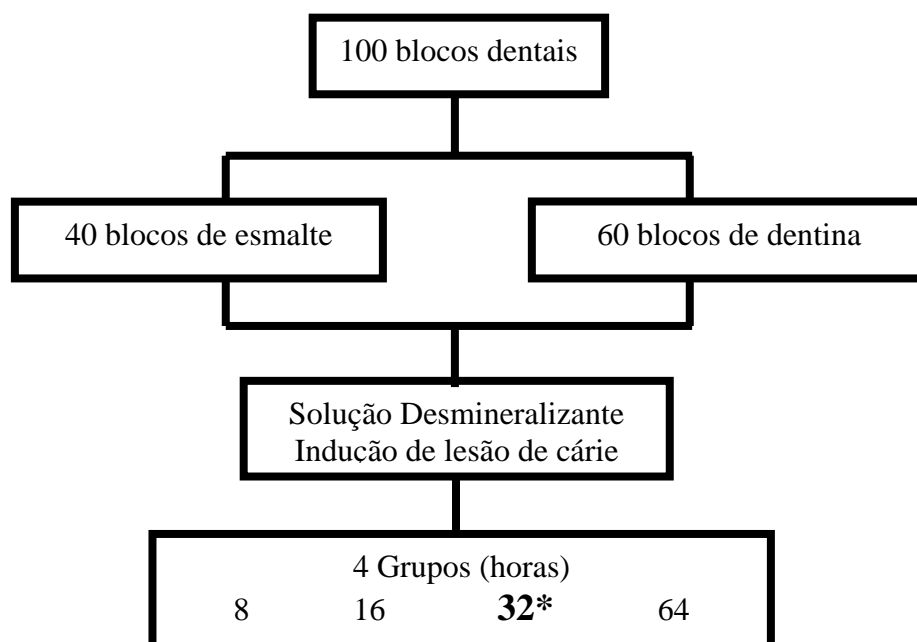 100 blocos dentais
40 blocos de esmalte
60 blocos de dentina
Solução Desmineralizante
Indução de lesão de cárie
4 Grupos (horas)
8 16 32* 64